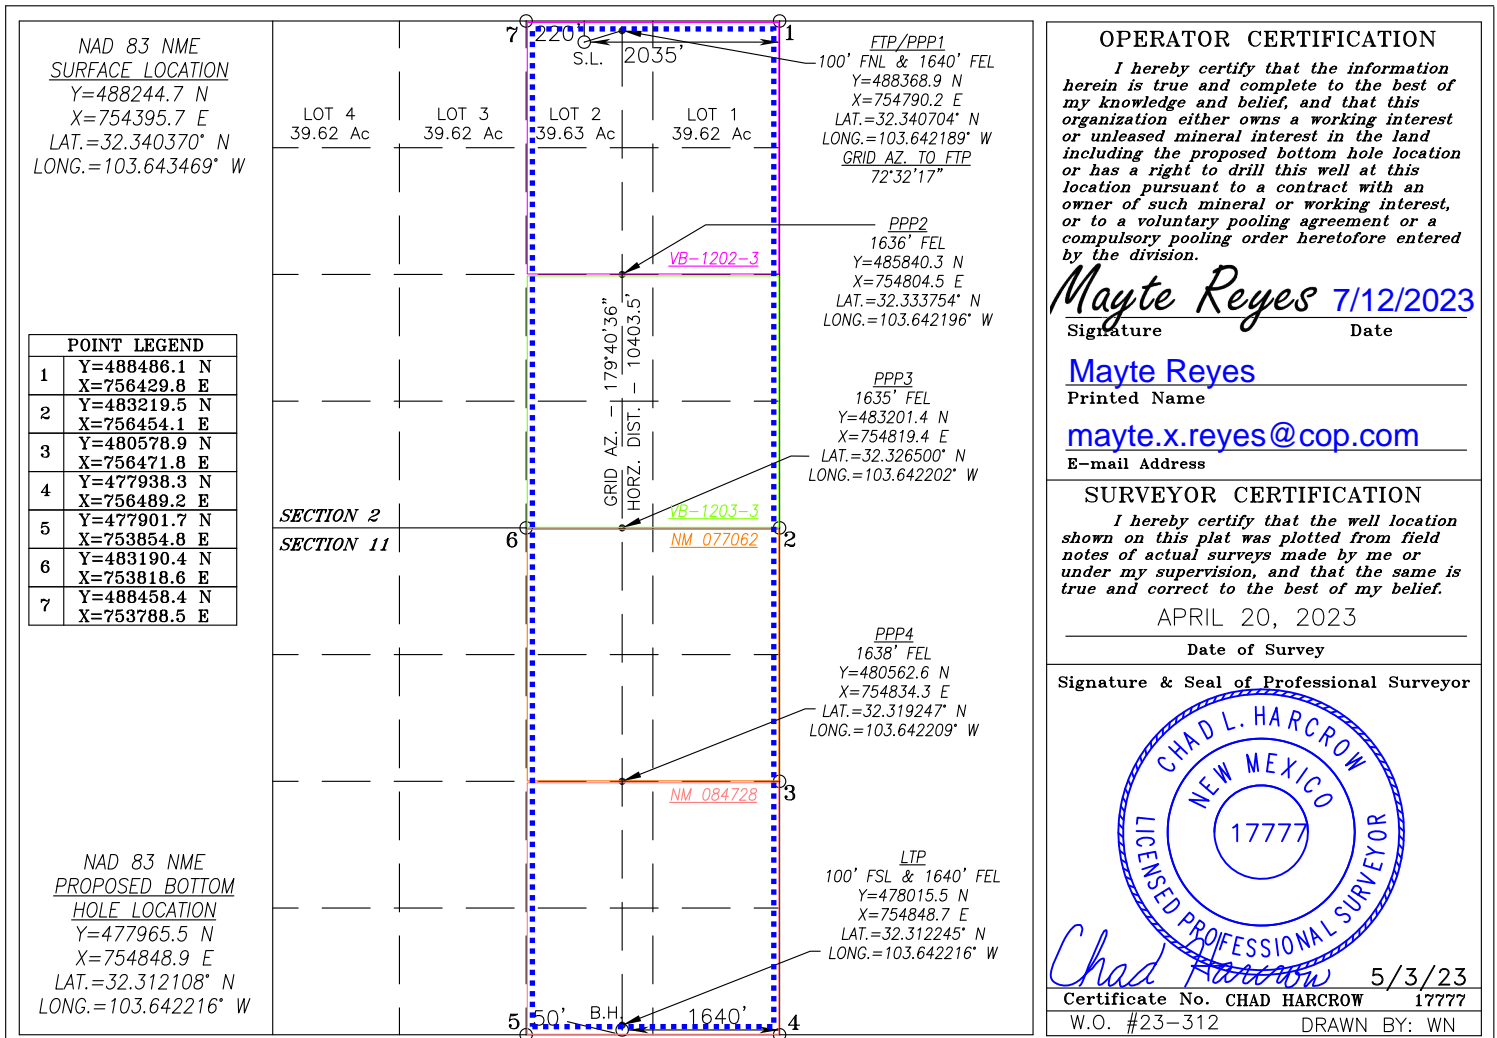 NAD 83 NME
SURFACE LOCATION
Y=488244.7 N
X=754395.7 E
LAT.=32.340370° N
LONG.=103.643469° W
POINT LEGEND
1 Y=488486.1 N
X=756429.8 E
2 Y=483219.5 N
X=756454.1 E
3 Y=480578.9 N
X=756471.8 E
4 Y=477938.3 N
X=756489.2 E
5 Y=477901.7 N
X=753854.8 E
6 Y=483190.4 N
X=753818.6 E
7 Y=488458.4 N
X=753788.5 E
NAD 83 NME
PROPOSED BOTTOM
HOLE LOCATION
Y=477965.5 N
X=754848.9 E
LAT.=32.312108° N
LONG.=103.642216° W
7 220' 1
S.L. 2035'
LOT 4 LOT 3 LOT 2 LOT 1
39.62 Ac 39.62 Ac 39.63 Ac 39.62 Ac
VB-1202-3
GRID AZ. - 179°40'36"
HORZ. DIST. - 10403.5'
SECTION 2 VB-1203-3
6 2
SECTION 11 NM 077062
NM 084728 3
5 50' B.H. 1640' 4
FTP/PPP1
100' FNL & 1640' FEL
Y=488368.9 N
X=754790.2 E
LAT.=32.340704° N
LONG.=103.642189° W
GRID AZ. TO FTP
72°32'17"
PPP2
1636' FEL
Y=485840.3 N
X=754804.5 E
LAT.=32.333754° N
LONG.=103.642196° W
PPP3
1635' FEL
Y=483201.4 N
X=754819.4 E
LAT.=32.326500° N
LONG.=103.642202° W
PPP4
1638' FEL
Y=480562.6 N
X=754834.3 E
LAT.=32.319247° N
LONG.=103.642209° W
LTP
100' FSL & 1640' FEL
Y=478015.5 N
X=754848.7 E
LAT.=32.312245° N
LONG.=103.642216° W
OPERATOR CERTIFICATION
I hereby certify that the information
herein is true and complete to the best of
my knowledge and belief, and that this
organization either owns a working interest
or unleased mineral interest in the land
including the proposed bottom hole location
or has a right to drill this well at this
location pursuant to a contract with an
owner of such mineral or working interest,
or to a voluntary pooling agreement or a
compulsory pooling order heretofore entered
by the division.
Mayte Reyes 7/12/2023
Signature Date
Mayte Reyes
Printed Name
mayte.x.reyes@cop.com
E-mail Address
SURVEYOR CERTIFICATION
I hereby certify that the well location
shown on this plat was plotted from field
notes of actual surveys made by me or
under my supervision, and that the same is
true and correct to the best of my belief.
APRIL 20, 2023
Date of Survey
Signature & Seal of Professional Surveyor
CHAD L. HARCROW
NEW MEXICO
17777
LICENSED PROFESSIONAL SURVEYOR
Chad Harcrow 5/3/23
Certificate No. CHAD HARCROW 17777
W.O. #23-312 DRAWN BY: WN